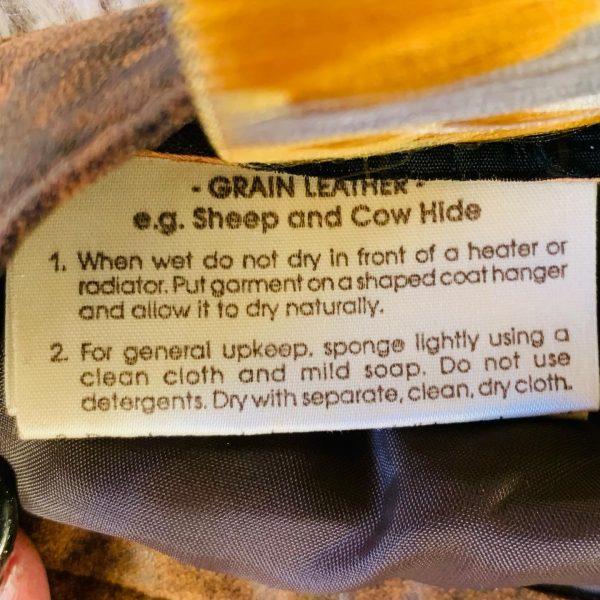 - GRAIN LEATHER -
e.g. Sheep and Cow Hide
1. When wet do not dry in front of a heater or
radiator. Put garment on a shaped coat hanger
and allow it to dry naturally.
2. For general upkeep, sponge lightly using a
clean cloth and mild soap. Do not use
detergents. Dry with separate, clean, dry cloth.